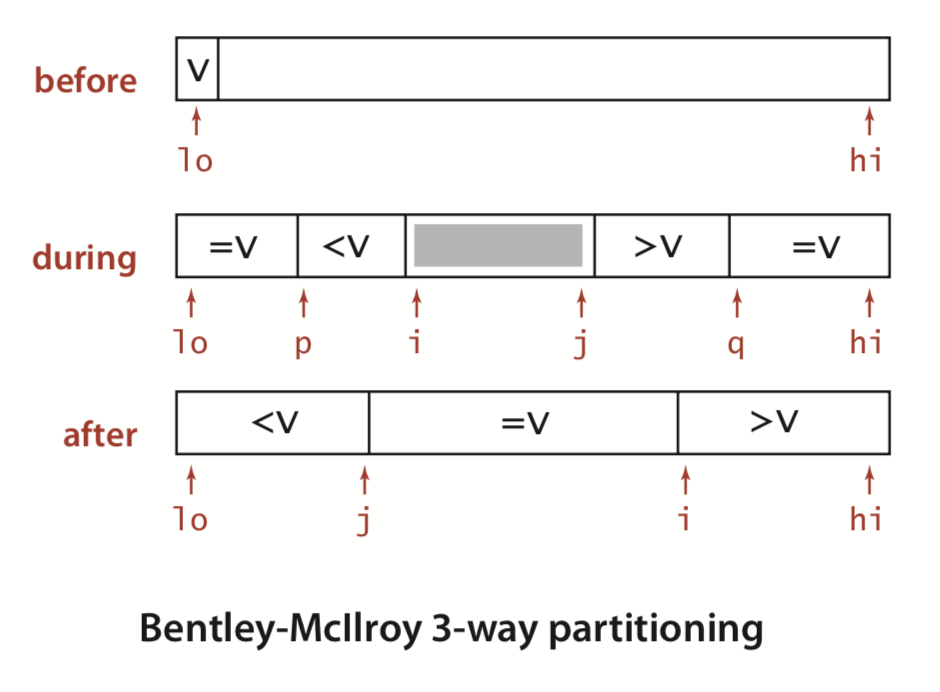 before V
lo hi
during =V <V >V =V
lo p i j q hi
after <V =V >V
lo j i hi
Bentley-McIlroy 3-way partitioning